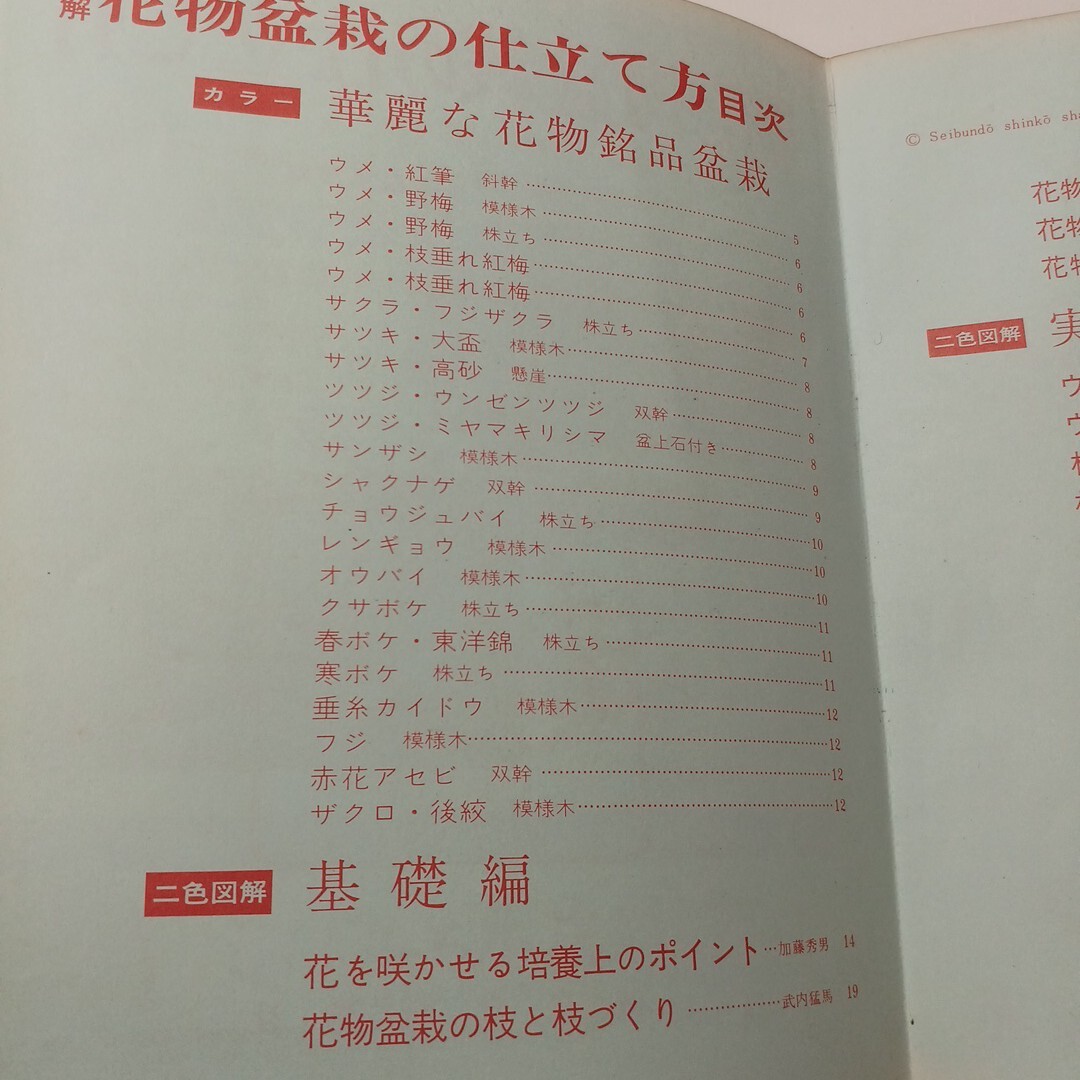 解 花物盆栽の仕立て方目次
カラー 華麗な花物銘品盆栽
ウメ・紅筆 斜幹………5
ウメ・野梅 模様木………6
ウメ・野梅 株立ち………6
ウメ・枝垂れ紅梅………6
ウメ・枝垂れ紅梅………6
サクラ・フジザクラ 株立ち………7
サツキ・大盃 模様木………8
サツキ・高砂 懸崖………8
ツツジ・ウンゼンツツジ 双幹………8
ツツジ・ミヤマキリシマ 盆上石付き………8
サンザシ 模様木………9
シャクナゲ 双幹………9
チョウジュバイ 株立ち………10
レンギョウ 模様木………10
オウバイ 模様木………10
クサボケ 株立ち………11
春ボケ・東洋錦 株立ち………11
寒ボケ 株立ち………11
垂糸カイドウ 模様木………12
フジ 模様木………12
赤花アセビ 双幹………12
ザクロ・後絞 模様木………12
二色図解 基礎編
花を咲かせる培養上のポイント…加藤秀男 14
花物盆栽の枝と枝づくり………武内猛馬 19
© Seibundō shinkō sha
花物
花物
花物
二色図解 実
ウ
ウ